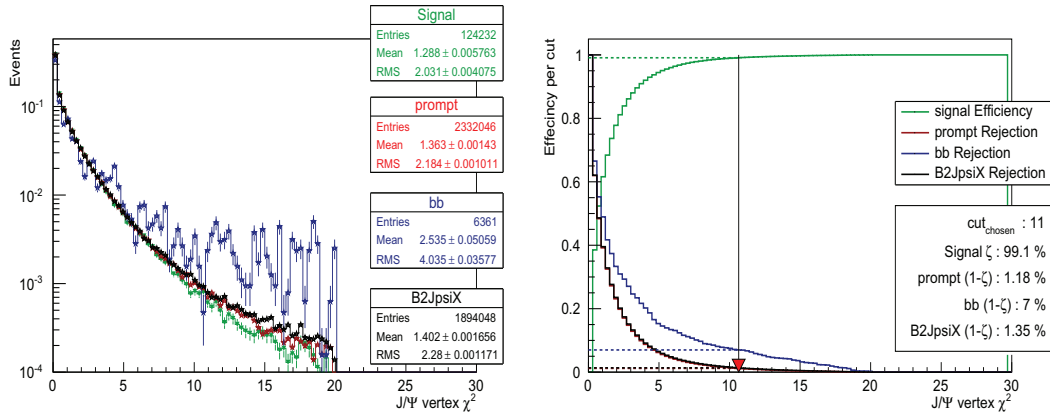 Signal
Entries 124232
Mean 1.288 ± 0.005763
RMS 2.031 ± 0.004075
prompt
Entries 2332046
Mean 1.363 ± 0.00143
RMS 2.184 ± 0.001011
bb
Entries 6361
Mean 2.535 ± 0.05059
RMS 4.035 ± 0.03577
B2JpsiX
Entries 1894048
Mean 1.402 ± 0.001656
RMS 2.28 ± 0.001171
Events
10⁻¹
10⁻²
10⁻³
10⁻⁴
0 5 10 15 20 25 30
J/Ψ vertex χ²
Effecincy per cut
1
0.8
0.6
0.4
0.2
0
0 5 10 15 20 25 30
J/Ψ vertex χ²
signal Efficiency
prompt Rejection
bb Rejection
B2JpsiX Rejection
cut_chosen : 11
Signal ζ : 99.1 %
prompt (1-ζ) : 1.18 %
bb (1-ζ) : 7 %
B2JpsiX (1-ζ) : 1.35 %